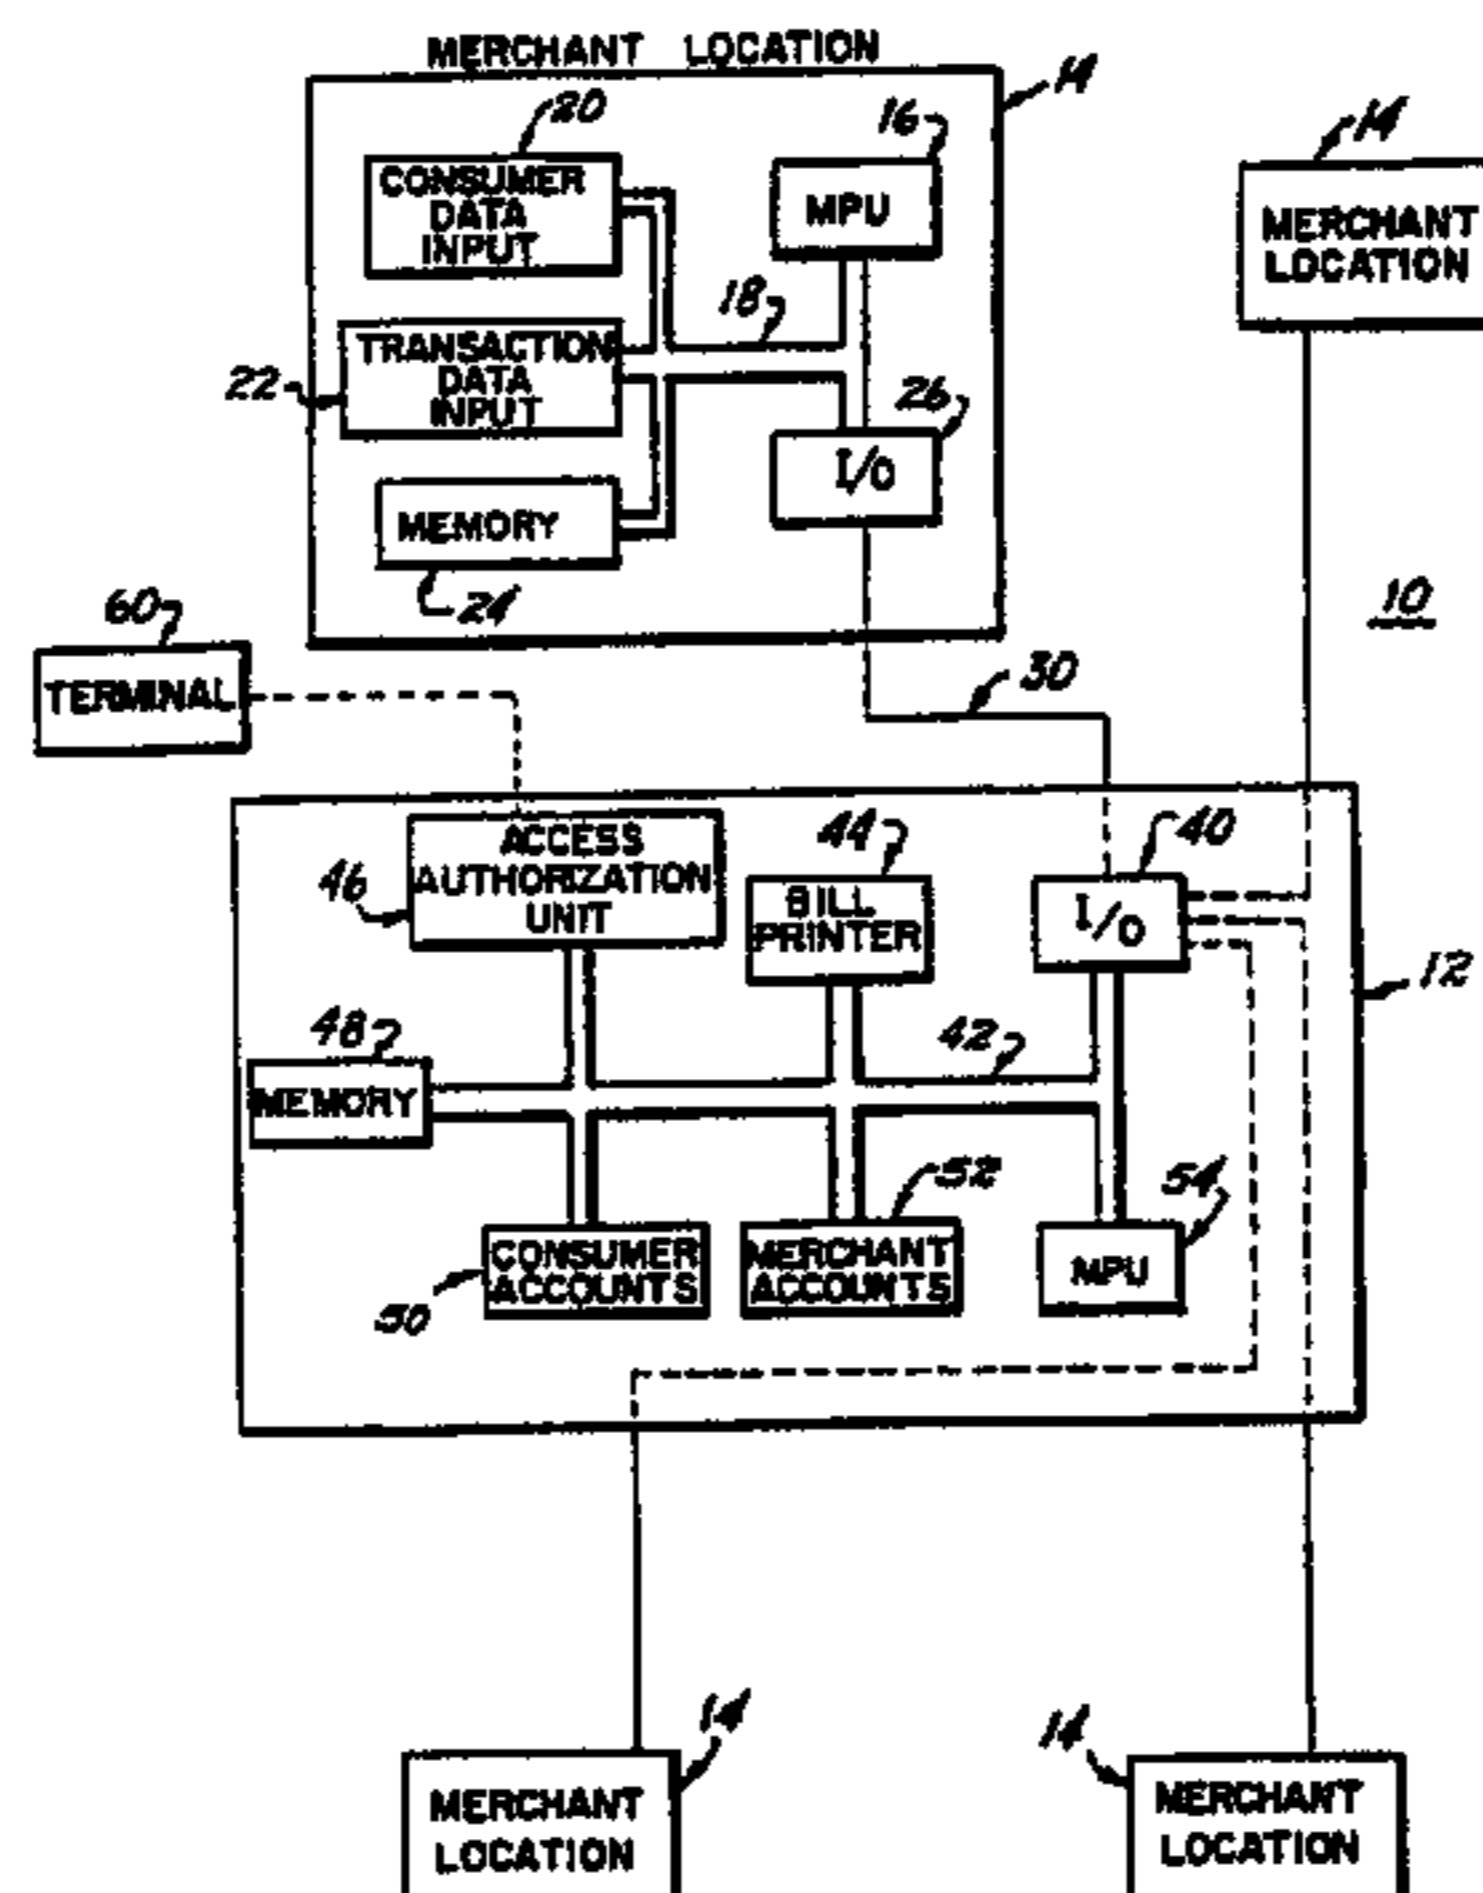 MERCHANT LOCATION
14
20
16
14
CONSUMER
DATA
INPUT
MPU
MERCHANT
LOCATION
18
TRANSACTION
DATA
INPUT
22
26
I/O
MEMORY
24
60
10
TERMINAL
30
ACCESS
AUTHORIZATION
UNIT
46
44
40
BILL
PRINTER
I/O
12
48
42
MEMORY
52
54
CONSUMER
ACCOUNTS
MERCHANT
ACCOUNTS
MPU
50
14
14
MERCHANT
LOCATION
MERCHANT
LOCATION